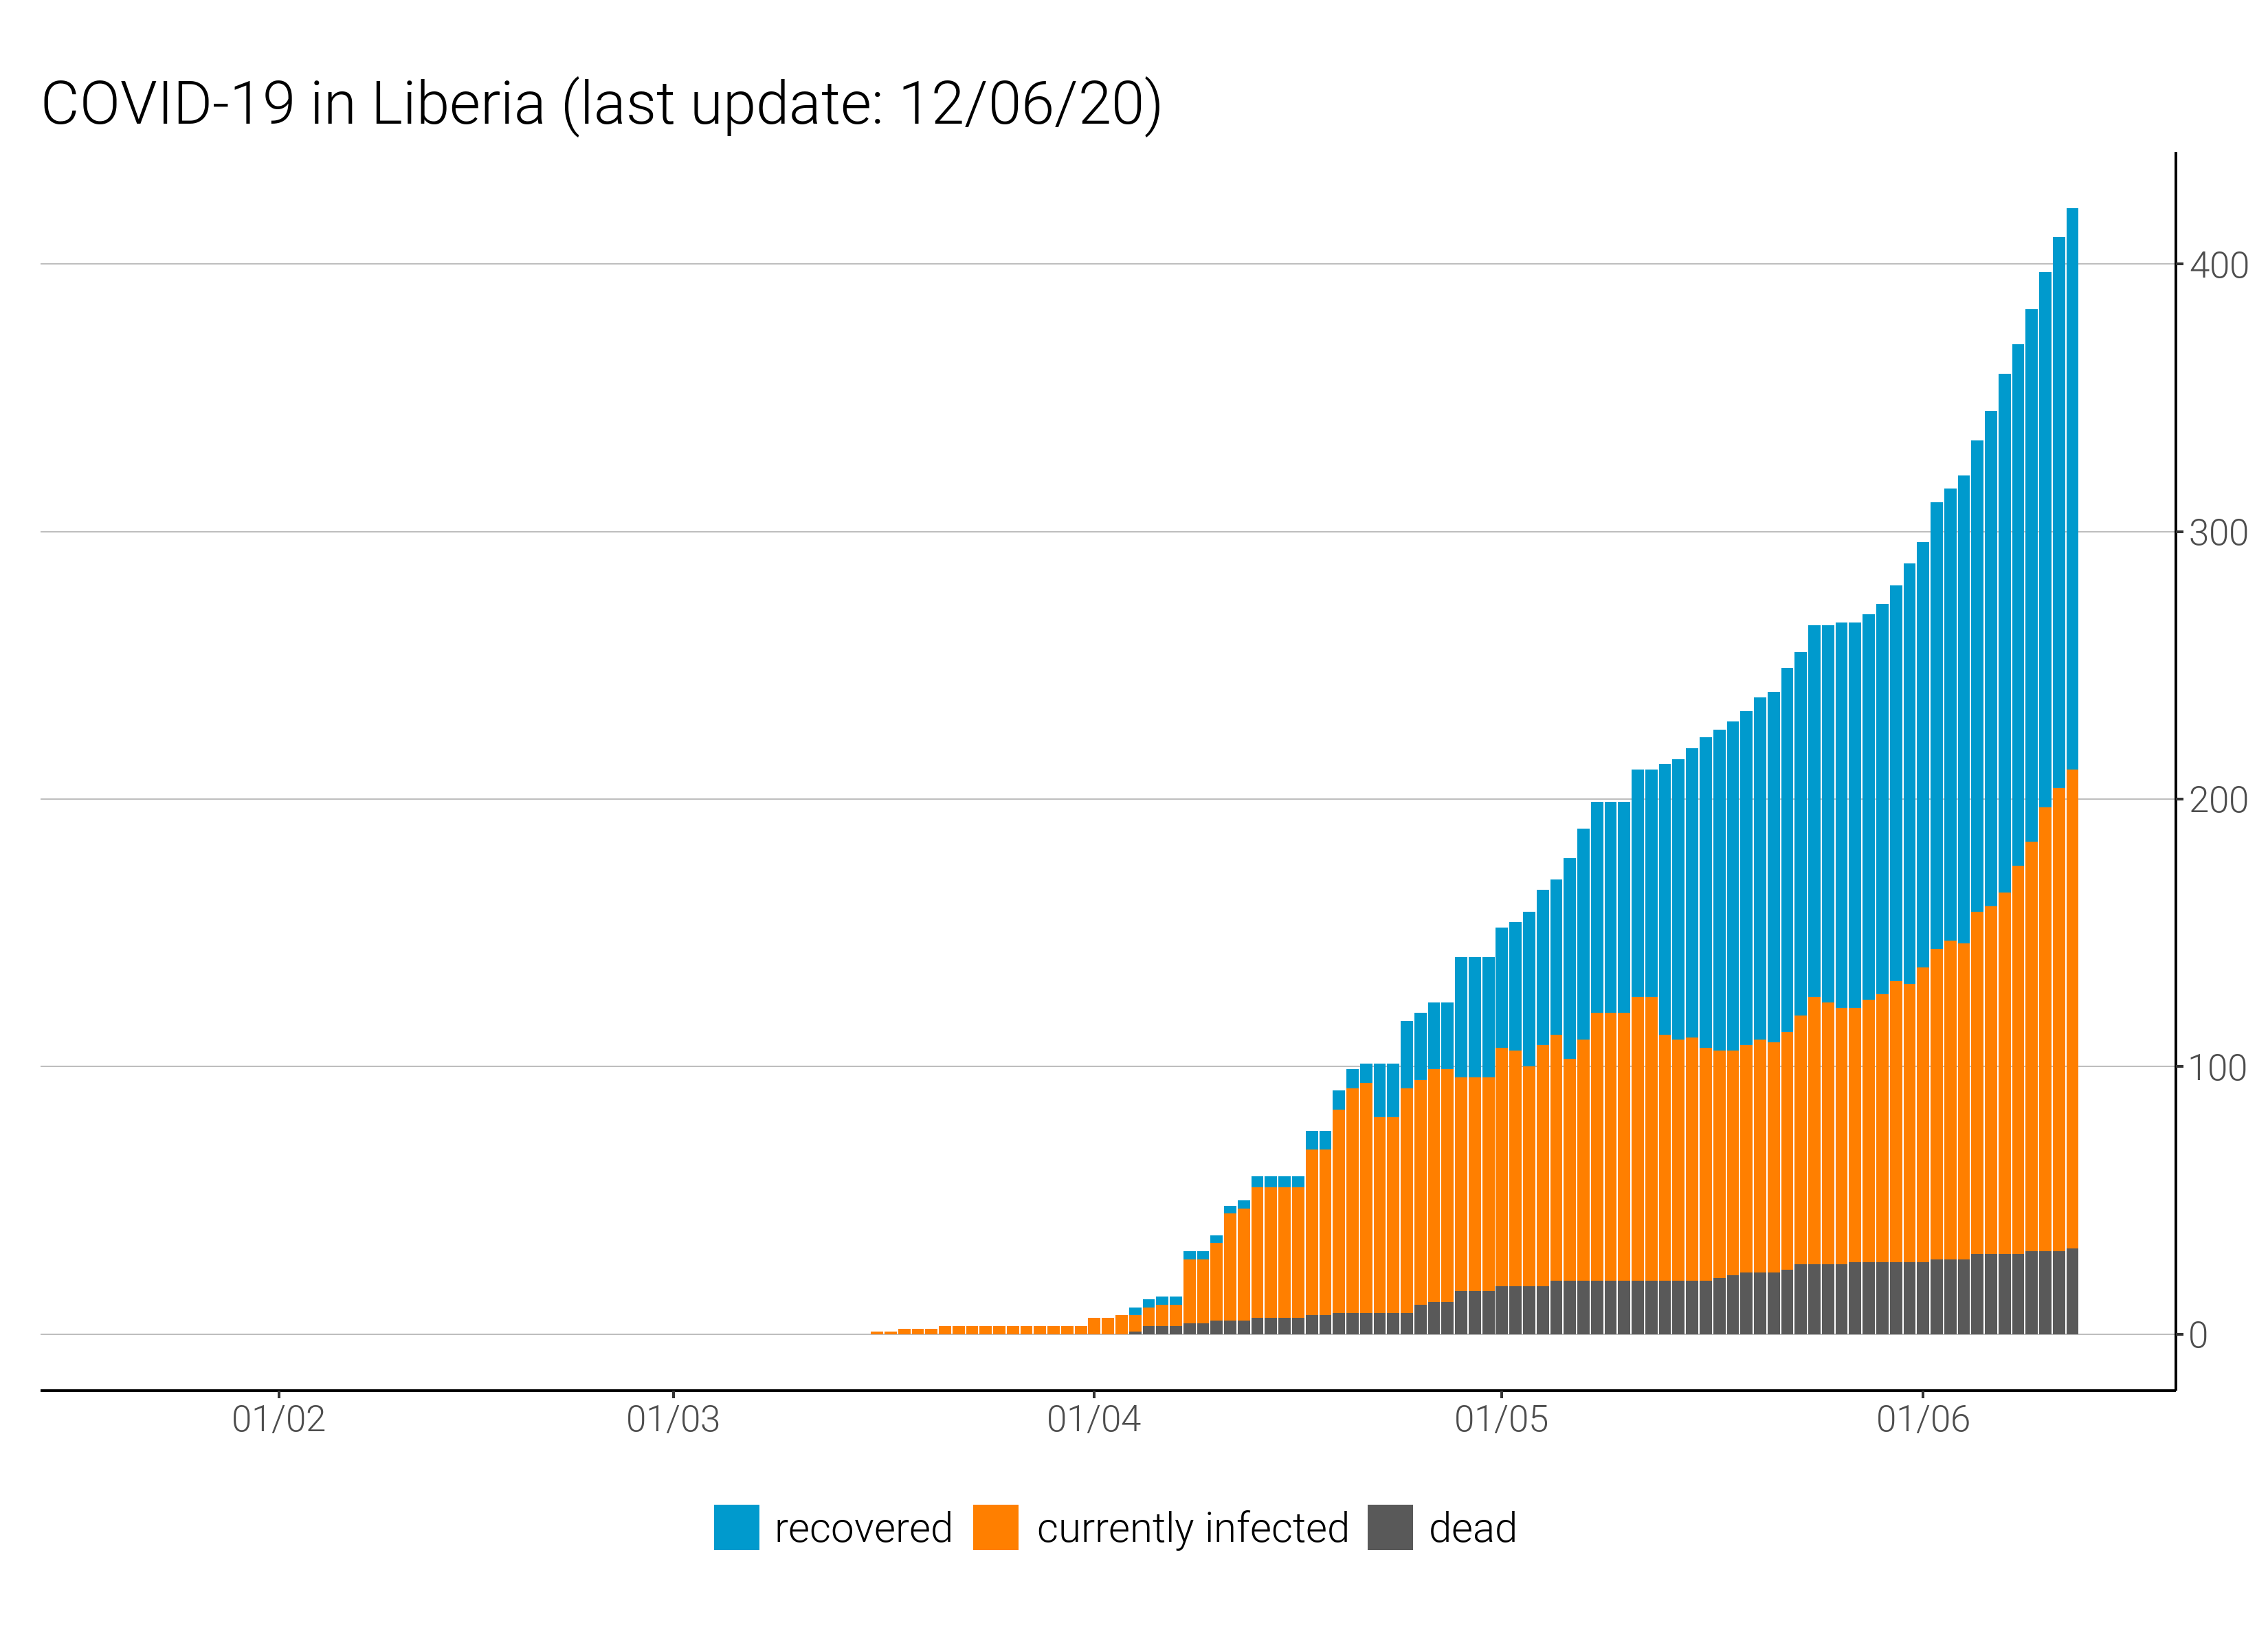 COVID-19 in Liberia (last update: 12/06/20)
400
300
200
100
0
01/02 01/03 01/04 01/05 01/06
recovered currently infected dead